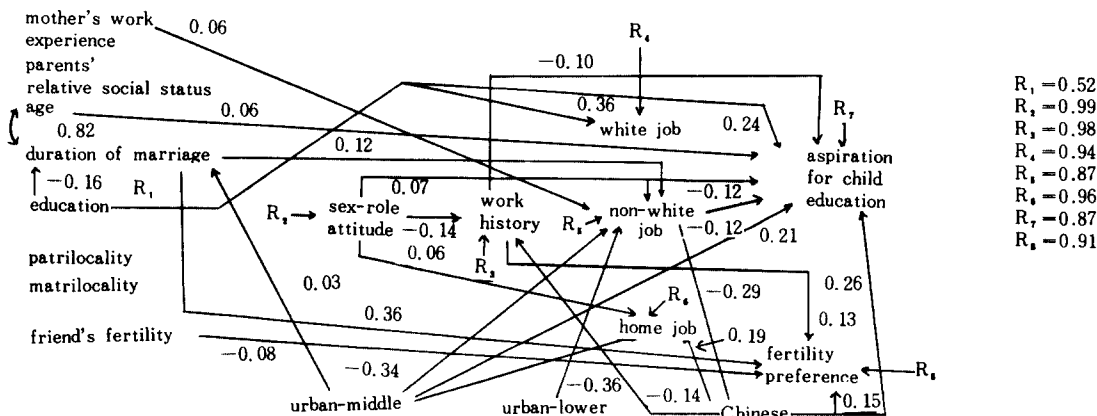 mother's work 0.06
experience R₄
parents' −0.10
relative social status R₁=0.52
age 0.06 0.36 R₇ R₂=0.99
0.82 white job 0.24 R₃=0.98
duration of marriage 0.12 aspiration R₄=0.94
−0.16 R₁ 0.07 −0.12 for child R₅=0.87
education work non-white education R₆=0.96
R₂ sex-role history R₅ job −0.12 R₇=0.87
attitude −0.14 0.21 R₈=0.91
patrilocality 0.06 R₃
matrilocality 0.03 −0.29 0.26
0.36 R₆ 0.13
friend's fertility home job 0.19
−0.08 fertility
−0.34 preference R₈
−0.36 −0.14 0.15
urban-middle urban-lower Chinese